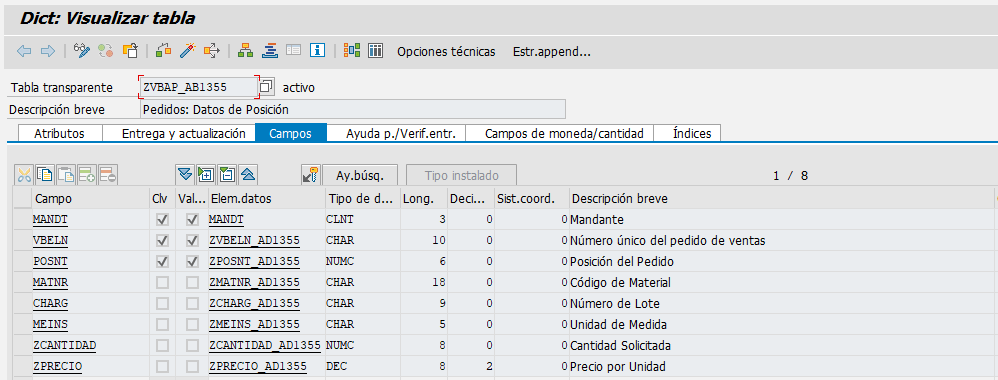 Dict: Visualizar tabla
Opciones técnicas Estr.append...
Tabla transparente ZVBAP_AB1355 activo
Descripción breve Pedidos: Datos de Posición
Atributos Entrega y actualización Campos Ayuda p./Verif.entr. Campos de moneda/cantidad Índices
Ay.búsq. Tipo instalado 1 / 8
Campo Clv Val... Elem.datos Tipo de d... Long. Deci... Sist.coord. Descripción breve
MANDT MANDT CLNT 3 0 0 Mandante
VBELN ZVBELN_AD1355 CHAR 10 0 0 Número único del pedido de ventas
POSNT ZPOSNT_AD1355 NUMC 6 0 0 Posición del Pedido
MATNR ZMATNR_AD1355 CHAR 18 0 0 Código de Material
CHARG ZCHARG_AD1355 CHAR 9 0 0 Número de Lote
MEINS ZMEINS_AD1355 CHAR 5 0 0 Unidad de Medida
ZCANTIDAD ZCANTIDAD_AD1355 NUMC 8 0 0 Cantidad Solicitada
ZPRECIO ZPRECIO_AD1355 DEC 8 2 0 Precio por Unidad